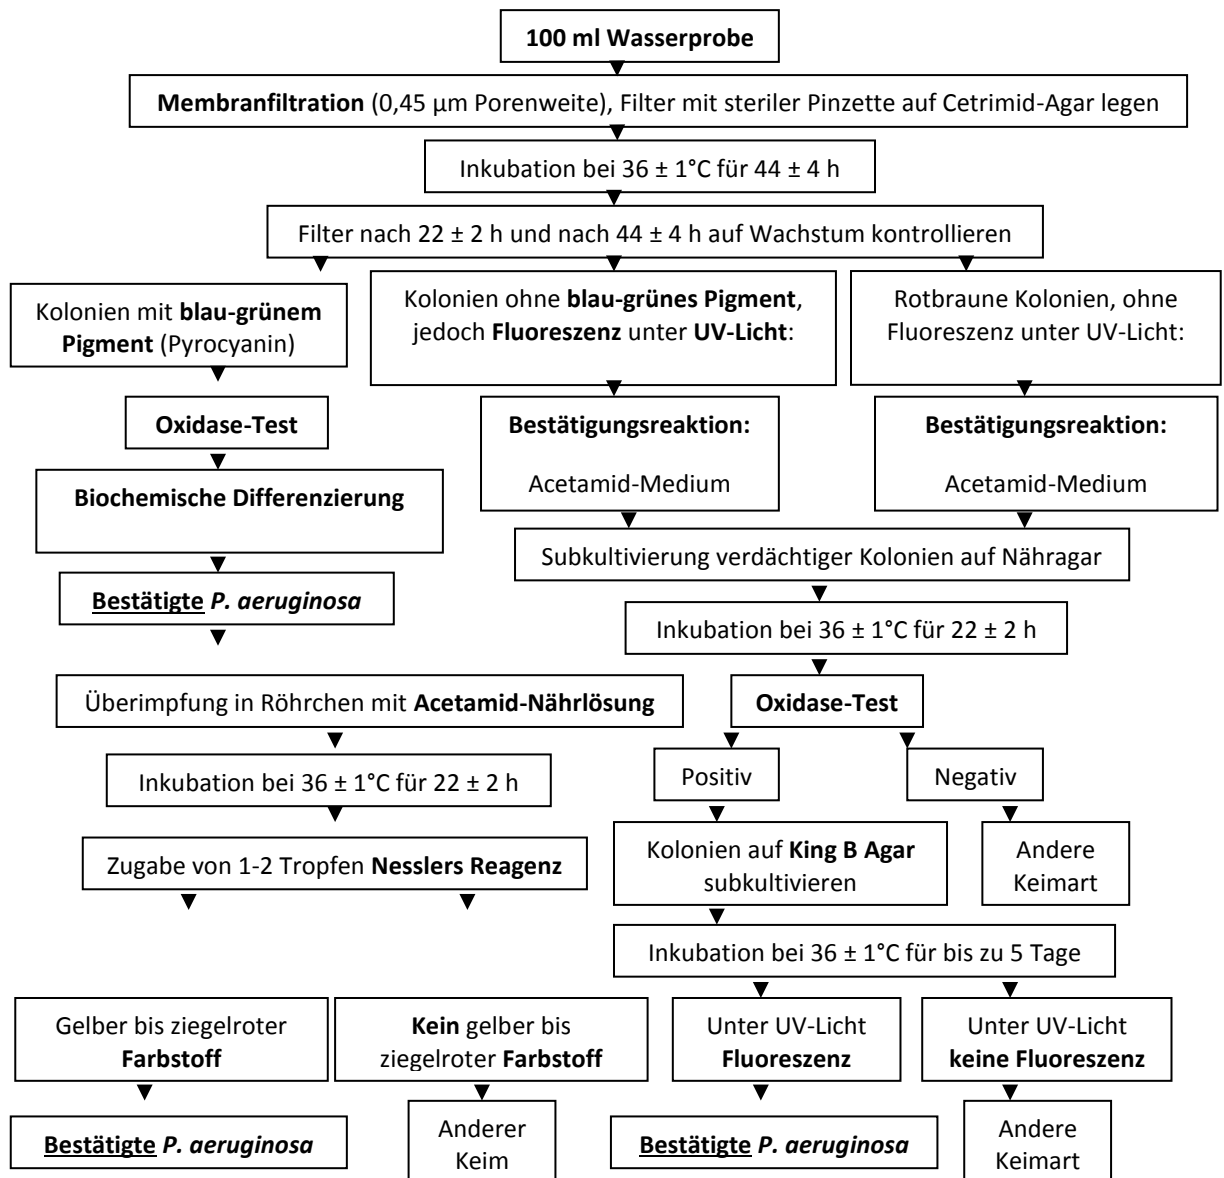 100 ml Wasserprobe
Membranfiltration (0,45 µm Porenweite), Filter mit steriler Pinzette auf Cetrimid-Agar legen
Inkubation bei 36 ± 1°C für 44 ± 4 h
Filter nach 22 ± 2 h und nach 44 ± 4 h auf Wachstum kontrollieren
Kolonien mit blau-grünem
Pigment (Pyrocyanin)
Kolonien ohne blau-grünes Pigment,
jedoch Fluoreszenz unter UV-Licht:
Rotbraune Kolonien, ohne
Fluoreszenz unter UV-Licht:
Oxidase-Test
Bestätigungsreaktion:
Acetamid-Medium
Bestätigungsreaktion:
Acetamid-Medium
Biochemische Differenzierung
Subkultivierung verdächtiger Kolonien auf Nähragar
Bestätigte P. aeruginosa
Inkubation bei 36 ± 1°C für 22 ± 2 h
Überimpfung in Röhrchen mit Acetamid-Nährlösung
Oxidase-Test
Inkubation bei 36 ± 1°C für 22 ± 2 h
Positiv
Negativ
Zugabe von 1-2 Tropfen Nesslers Reagenz
Kolonien auf King B Agar
subkultivieren
Andere
Keimart
Inkubation bei 36 ± 1°C für bis zu 5 Tage
Gelber bis ziegelroter
Farbstoff
Kein gelber bis
ziegelroter Farbstoff
Unter UV-Licht
Fluoreszenz
Unter UV-Licht
keine Fluoreszenz
Bestätigte P. aeruginosa
Anderer
Keim
Bestätigte P. aeruginosa
Andere
Keimart